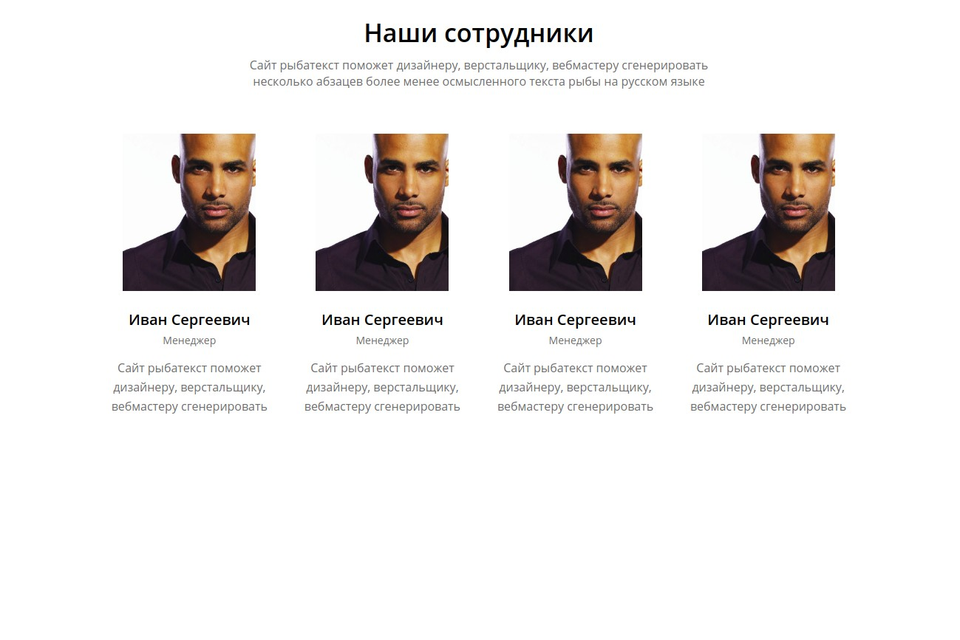 Наши сотрудники
Сайт рыбатекст поможет дизайнеру, верстальщику, вебмастеру сгенерировать
несколько абзацев более менее осмысленного текста рыбы на русском языке
Иван Сергеевич
Менеджер
Сайт рыбатекст поможет
дизайнеру, верстальщику,
вебмастеру сгенерировать
Иван Сергеевич
Менеджер
Сайт рыбатекст поможет
дизайнеру, верстальщику,
вебмастеру сгенерировать
Иван Сергеевич
Менеджер
Сайт рыбатекст поможет
дизайнеру, верстальщику,
вебмастеру сгенерировать
Иван Сергеевич
Менеджер
Сайт рыбатекст поможет
дизайнеру, верстальщику,
вебмастеру сгенерировать